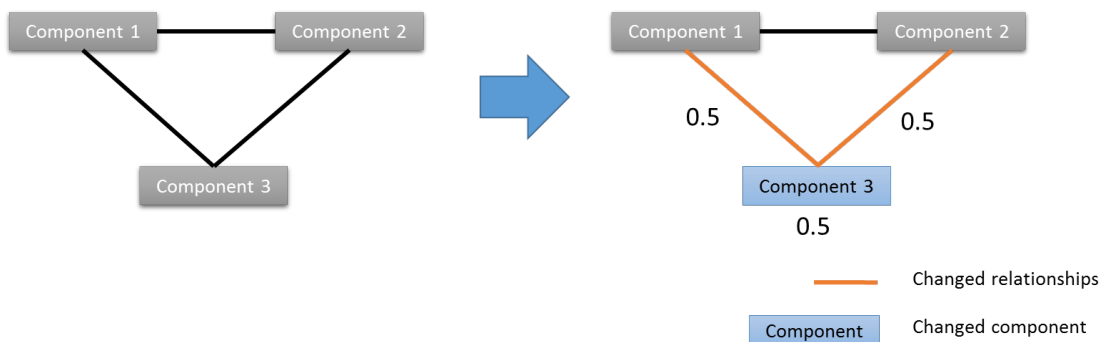 Component 1
Component 2
Component 3
Component 1
Component 2
0.5
0.5
Component 3
0.5
Changed relationships
Component
Changed component